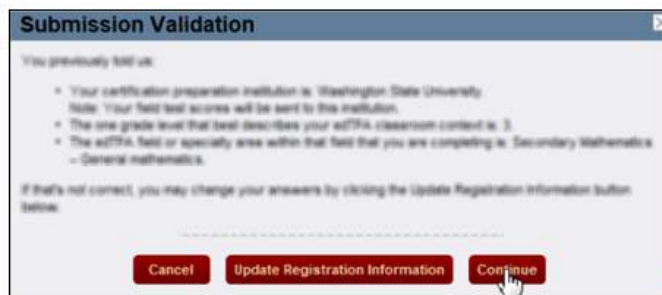 Submission Validation
You previously told us:
• Your certification preparation institution is: Washington State University.
Note: Your field test scores will be sent to this institution.
• The one grade level that best describes your edTPA classroom context is: 3.
• The edTPA field or specialty area within that field that you are completing is: Secondary Mathematics
– General mathematics.
If that's not correct, you may change your answers by clicking the Update Registration Information button
below.
Cancel Update Registration Information Continue